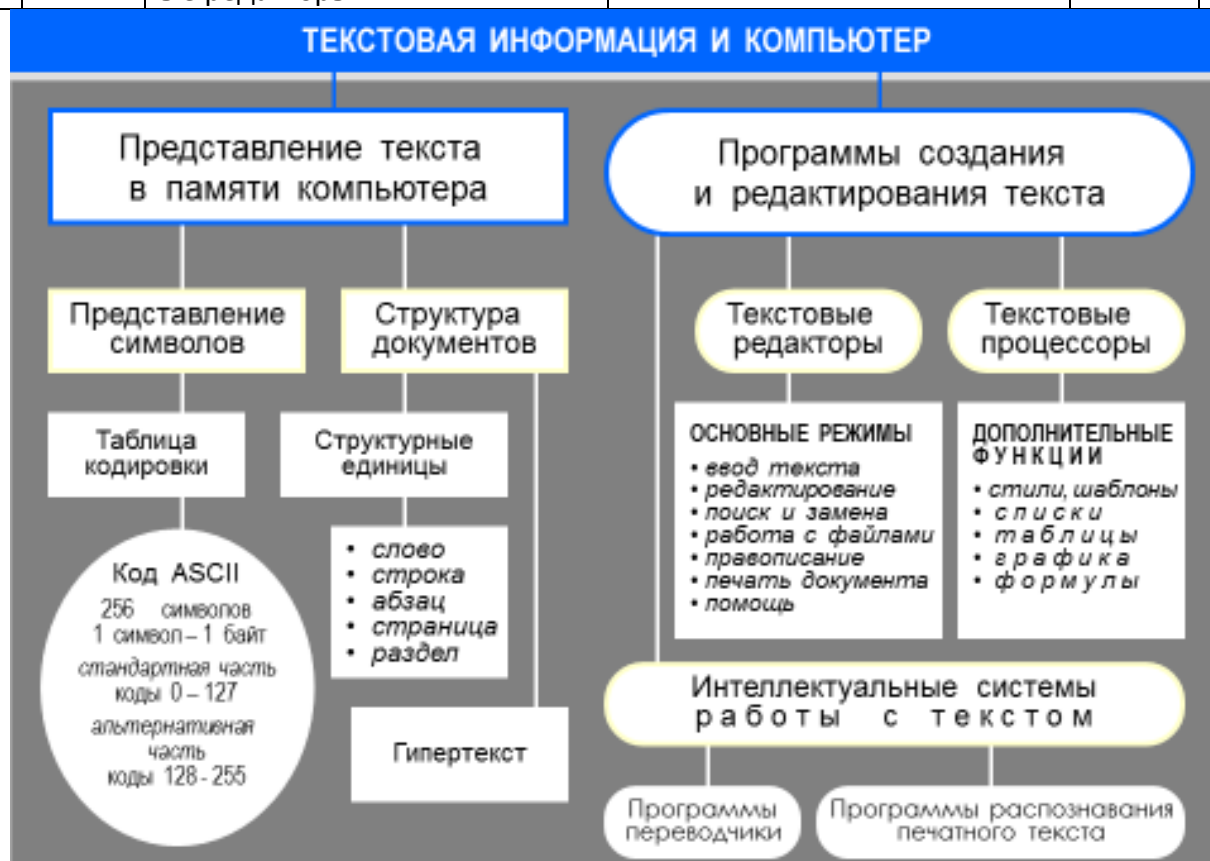 ТЕКСТОВАЯ ИНФОРМАЦИЯ И КОМПЬЮТЕР
Представление текста
в памяти компьютера
Программы создания
и редактирования текста
Представление
символов
Структура
документов
Текстовые
редакторы
Текстовые
процессоры
Таблица
кодировки
Структурные
единицы
ОСНОВНЫЕ РЕЖИМЫ
• ввод текста
• редактирование
• поиск и замена
• работа с файлами
• правописание
• печать документа
• помощь
ДОПОЛНИТЕЛЬНЫЕ
ФУНКЦИИ
• стили, шаблоны
• списки
• таблицы
• графика
• формулы
Код ASCII
256 символов
1 символ – 1 байт
стандартная часть
коды 0 – 127
альтернативная
часть
коды 128 - 255
• слово
• строка
• абзац
• страница
• раздел
Гипертекст
Интеллектуальные системы
работы с текстом
Программы
переводчики
Программы распознавания
печатного текста